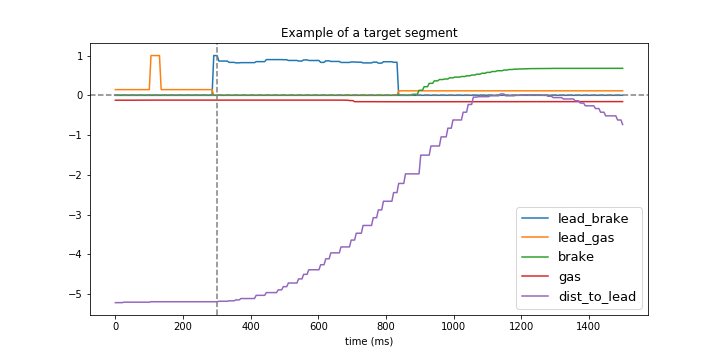 Example of a target segment
1
0
−1
−2
−3
−4
−5
0
200
400
600
800
1000
1200
1400
time (ms)
lead_brake
lead_gas
brake
gas
dist_to_lead